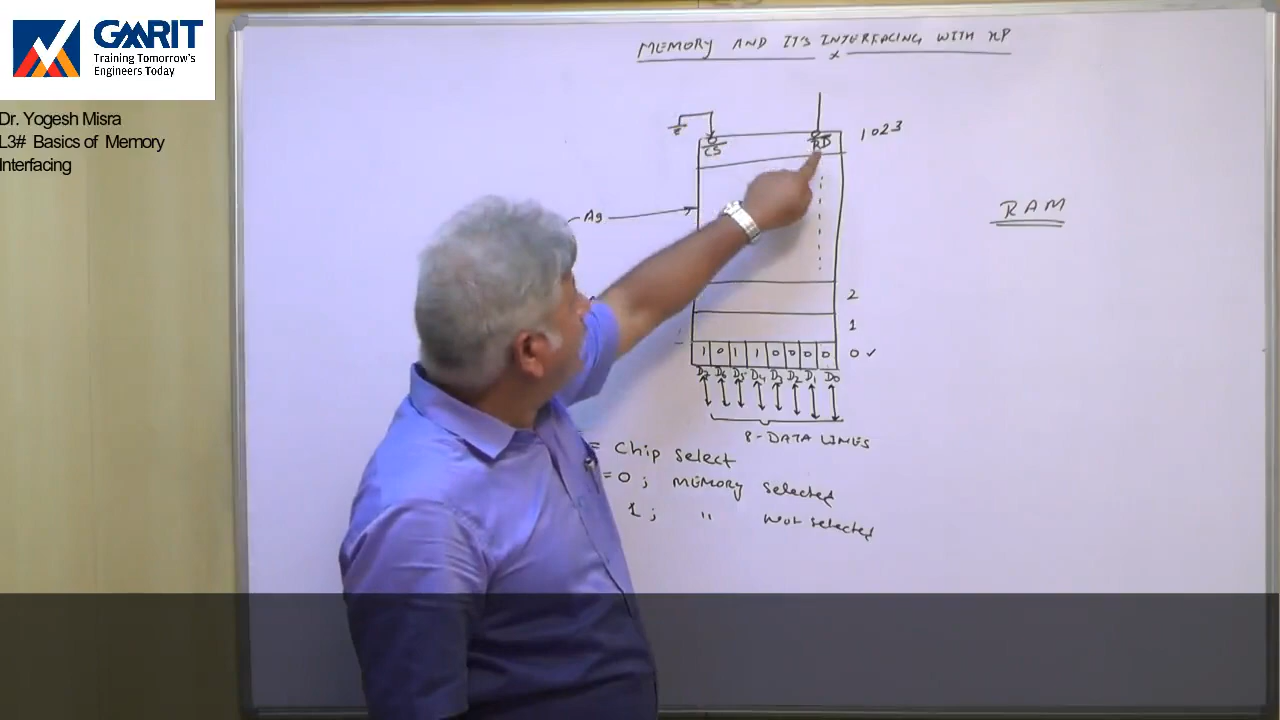 GMRIT
Training Tomorrow's
Engineers Today
Dr. Yogesh Misra
L3# Basics of Memory
Interfacing
MEMORY AND IT'S INTERFACING WITH μP
CS
RD
1023
A9
RAM
2
1
1 0 1 1 0 0 0 0
0 ✓
D7 D6 D5 D4 D3 D2 D1 D0
8-DATA LINES
= Chip select
= 0 ; MEMORY selected
1 ; " Not selected